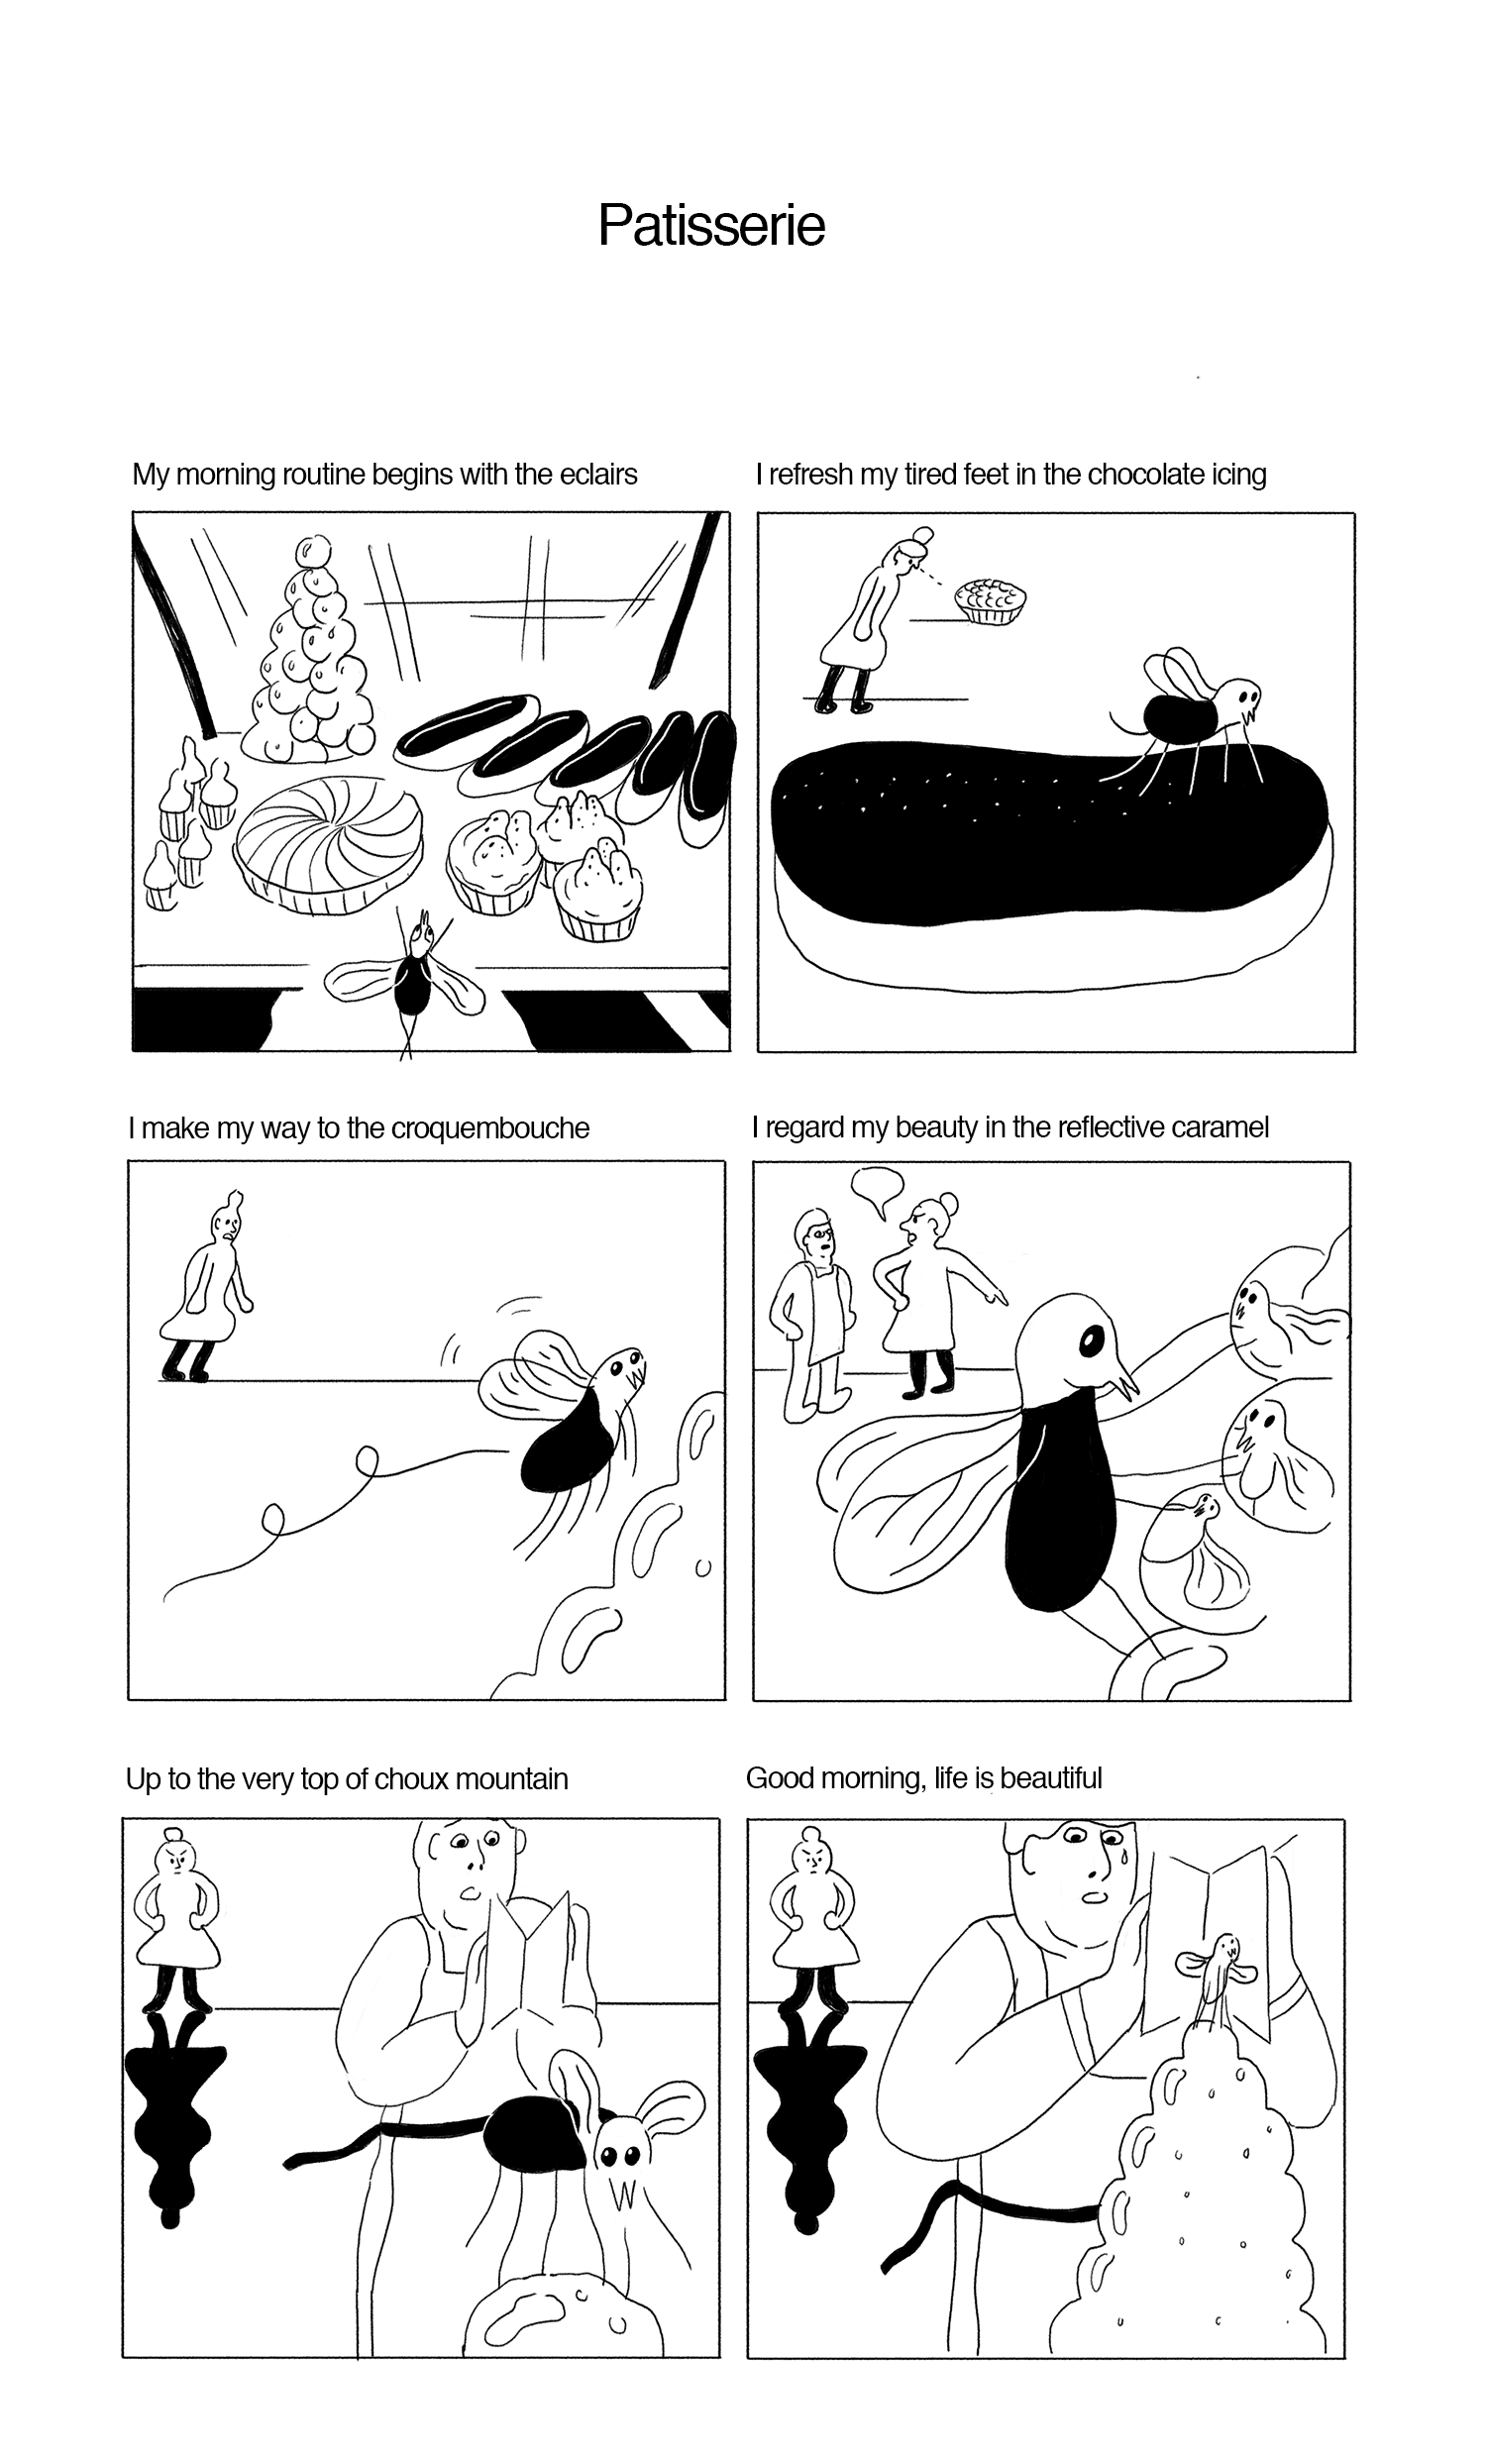 Patisserie
My morning routine begins with the eclairs
I refresh my tired feet in the chocolate icing
I make my way to the croquembouche
I regard my beauty in the reflective caramel
Up to the very top of choux mountain
Good morning, life is beautiful